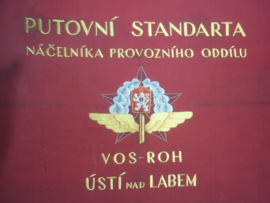 PUTOVNÍ STANDARTA
NÁČELNÍKA PROVOZNÍHO ODDÍLU
VOS-ROH
ÚSTÍ NAD LABEM